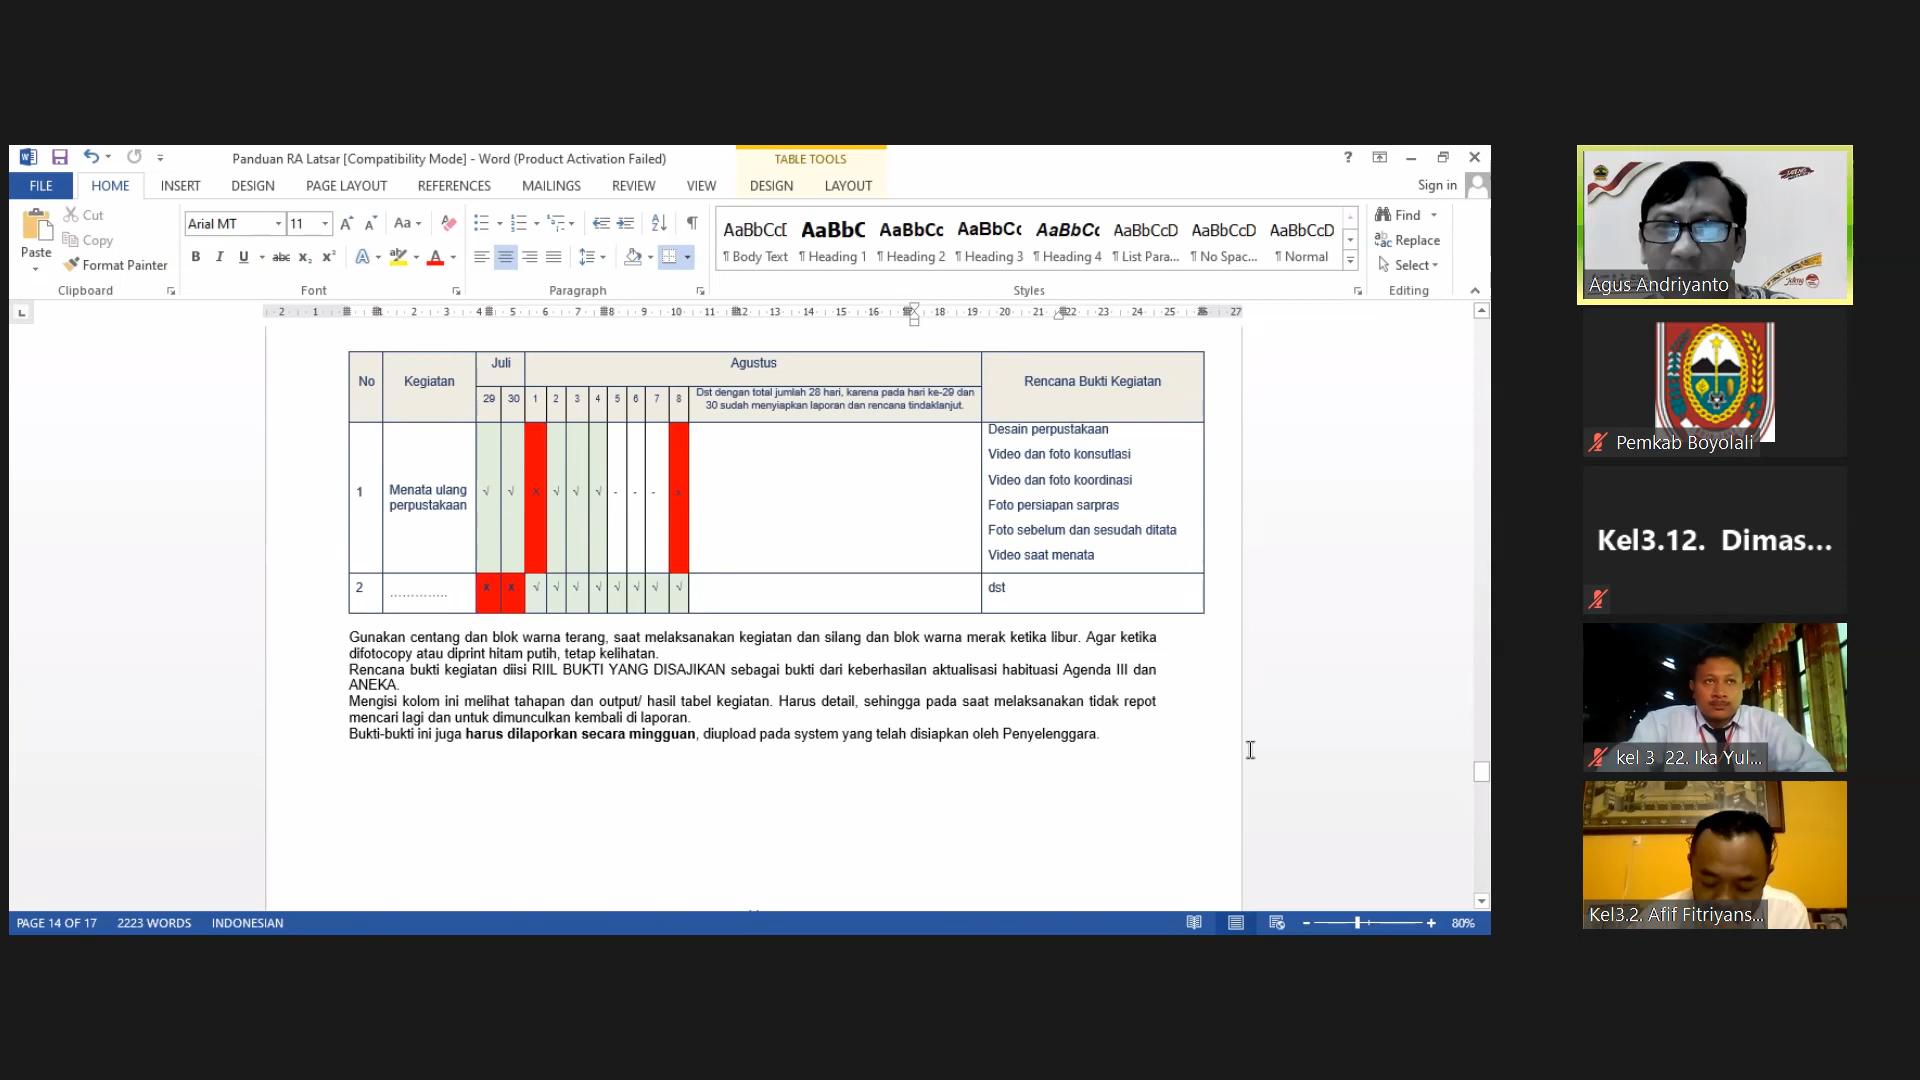 Panduan RA Latsar [Compatibility Mode] - Word (Product Activation Failed)
TABLE TOOLS
?
FILE HOME INSERT DESIGN PAGE LAYOUT REFERENCES MAILINGS REVIEW VIEW DESIGN LAYOUT
Sign in
Paste
Cut
Copy
Format Painter
Clipboard
Arial MT 11
Font
Paragraph
AaBbCcD AaBbC AaBbCc AaBbCc AaBbCc AaBbCcD AaBbCcD AaBbCcD
¶ Body Text ¶ Heading 1 ¶ Heading 2 ¶ Heading 3 ¶ Heading 4 ¶ List Para... ¶ No Spac... ¶ Normal
Styles
Find
Replace
Select
Editing
No Kegiatan Juli Agustus Rencana Bukti Kegiatan
29 30 1 2 3 4 5 6 7 8
Dst dengan total jumlah 28 hari, karena pada hari ke-29 dan
30 sudah menyiapkan laporan dan rencana tindaklanjut.
1 Menata ulang
perpustakaan
√ √ X √ √ √ - - - x
Desain perpustakaan
Video dan foto konsutlasi
Video dan foto koordinasi
Foto persiapan sarpras
Foto sebelum dan sesudah ditata
Video saat menata
2 ………….. x x √ √ √ √ √ √ √ √ dst
Gunakan centang dan blok warna terang, saat melaksanakan kegiatan dan silang dan blok warna merak ketika libur. Agar ketika
difotocopy atau diprint hitam putih, tetap kelihatan.
Rencana bukti kegiatan diisi RIIL BUKTI YANG DISAJIKAN sebagai bukti dari keberhasilan aktualisasi habituasi Agenda III dan
ANEKA.
Mengisi kolom ini melihat tahapan dan output/ hasil tabel kegiatan. Harus detail, sehingga pada saat melaksanakan tidak repot
mencari lagi dan untuk dimunculkan kembali di laporan.
Bukti-bukti ini juga harus dilaporkan secara mingguan, diupload pada system yang telah disiapkan oleh Penyelenggara.
PAGE 14 OF 17 2223 WORDS INDONESIAN
80%
Agus Andriyanto
Pemkab Boyolali
Kel3.12. Dimas...
kel 3 22. Ika Yul...
Kel3.2. Afif Fitriyans...